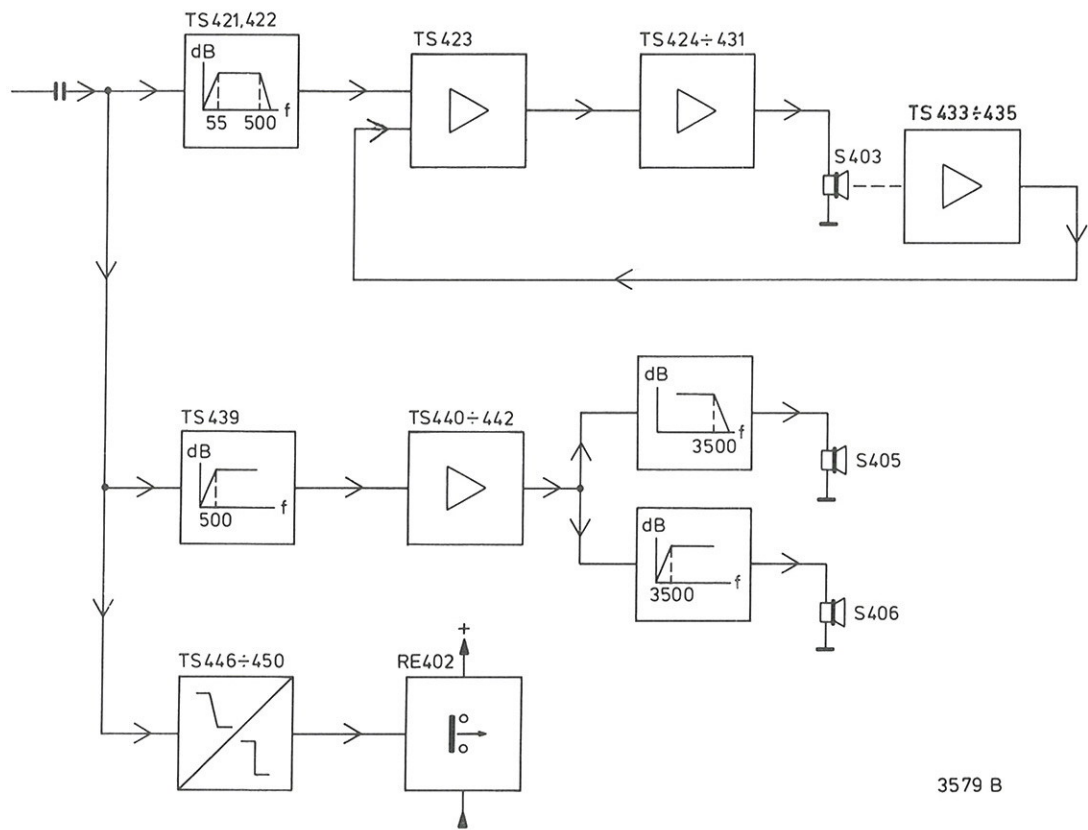 TS421,422
dB
f
55 500
TS423
TS424÷431
S403
TS433÷435
TS439
dB
f
500
TS440÷442
dB
f
3500
S405
dB
f
3500
S406
TS446÷450
RE402
+
3579 B